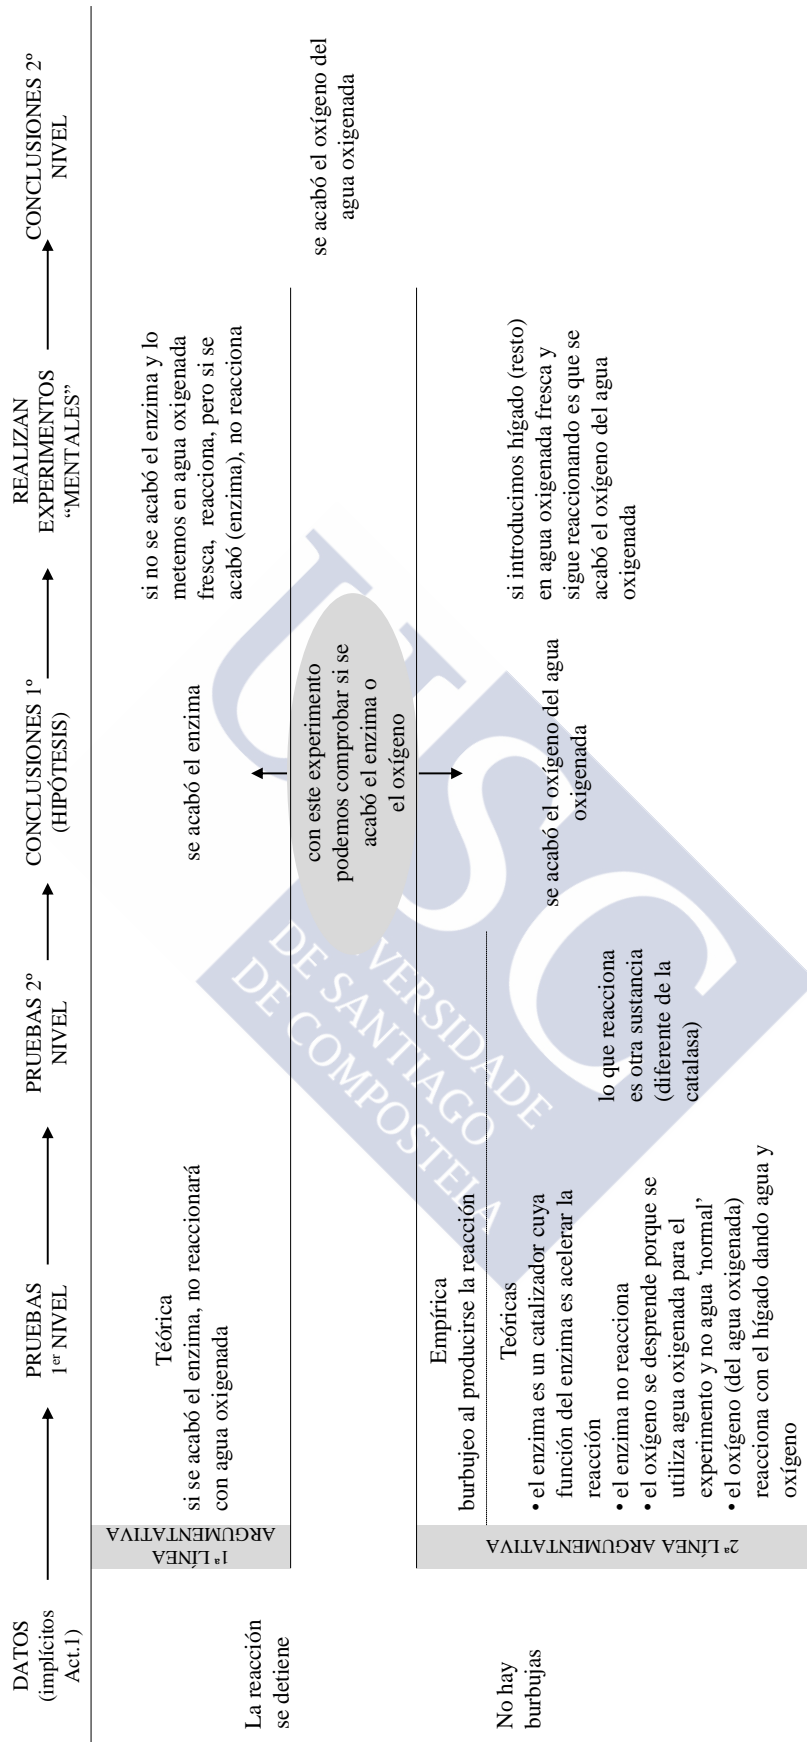 DATOS
(implícitos
Act.1)
PRUEBAS
1er NIVEL
PRUEBAS 2º
NIVEL
CONCLUSIONES 1º
(HIPÓTESIS)
REALIZAN
EXPERIMENTOS
“MENTALES”
CONCLUSIONES 2º
NIVEL
La reacción
se detiene
No hay
burbujas
1ª LÍNEA
ARGUMENTATIVA
Téórica
si se acabó el enzima, no reaccionará
con agua oxigenada
se acabó el enzima
si no se acabó el enzima y lo
metemos en agua oxigenada
fresca, reacciona, pero si se
acabó (enzima), no reacciona
con este experimento
podemos comprobar si se
acabó el enzima o
el oxígeno
se acabó el oxígeno del
agua oxigenada
2ª LÍNEA ARGUMENTATIVA
Empírica
burbujeo al producirse la reacción
Teóricas
• el enzima es un catalizador cuya
función del enzima es acelerar la
reacción
• el enzima no reacciona
• el oxígeno se desprende porque se
utiliza agua oxigenada para el
experimento y no agua ‘normal’
• el oxígeno (del agua oxigenada)
reacciona con el hígado dando agua y
oxígeno
lo que reacciona
es otra sustancia
(diferente de la
catalasa)
se acabó el oxígeno del agua
oxigenada
si introducimos hígado (resto)
en agua oxigenada fresca y
sigue reaccionando es que se
acabó el oxígeno del agua
oxigenada
USC
VERSIDADE
DE SANTIAGO
DE COMPOSTELA